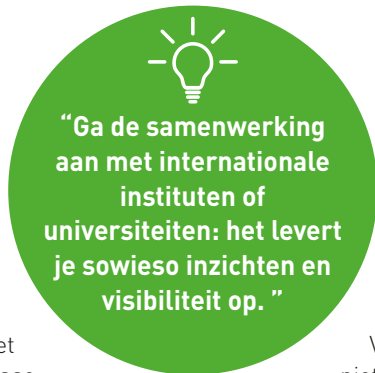 “Ga de samenwerking
aan met internationale
instituten of
universiteiten: het levert
je sowieso inzichten en
visibiliteit op. ”